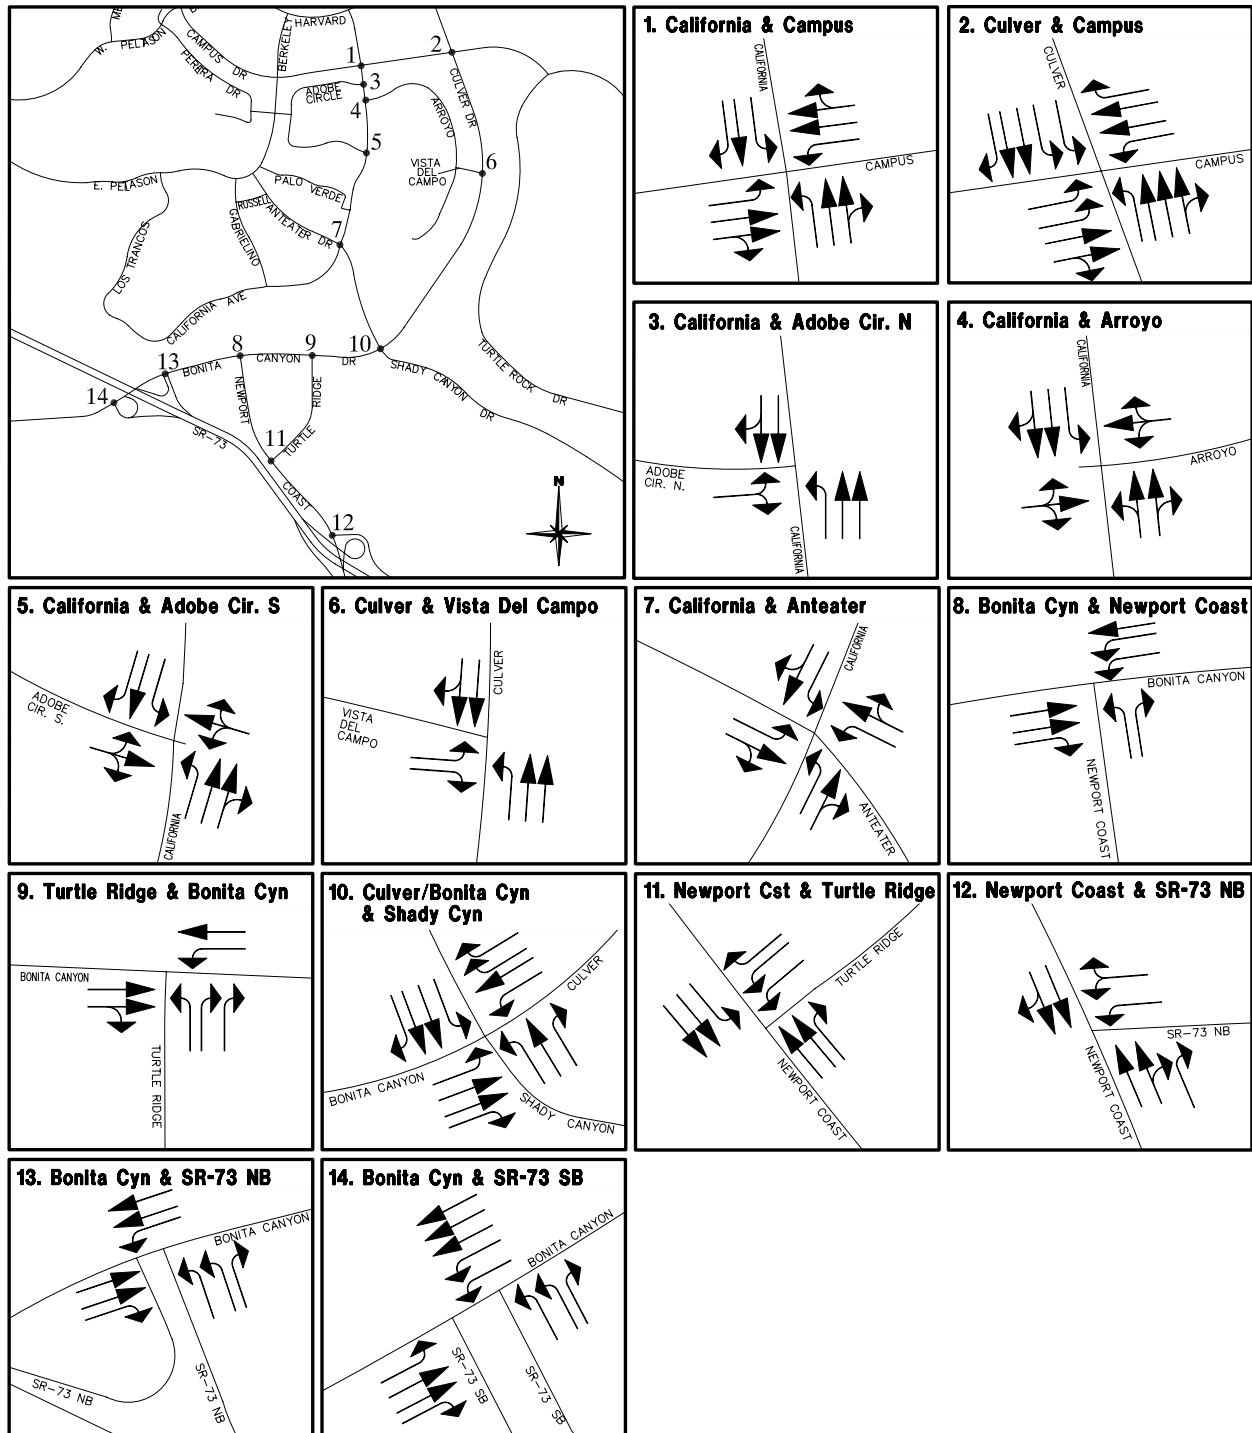 HARVARD
BERKELEY
ME
W. PELTASON
CAMPUS DR
PEREIRA DR
1
2
3
4
5
6
7
8
9
10
11
12
13
14
ADOBE
CIRCLE
ARROYO
CULVER DR
VISTA
DEL
CAMPO
E. PELTASON
PALO VERDE
RUSSELL
ANTEATER DR
GABRIELINO
LOS TRANCOS
CALIFORNIA AVE
BONITA CANYON DR
NEWPORT
COAST
TURTLE
RIDGE
SHADY CANYON DR
TURTLE ROCK DR
SR-73
N
1. California & Campus
CALIFORNIA
CAMPUS
2. Culver & Campus
CULVER
CAMPUS
3. California & Adobe Cir. N
ADOBE
CIR. N.
CALIFORNIA
4. California & Arroyo
CALIFORNIA
ARROYO
5. California & Adobe Cir. S
ADOBE
CIR. S.
CALIFORNIA
6. Culver & Vista Del Campo
CULVER
VISTA
DEL
CAMPO
7. California & Anteater
CALIFORNIA
ANTEATER
8. Bonita Cyn & Newport Coast
BONITA CANYON
NEWPORT COAST
9. Turtle Ridge & Bonita Cyn
BONITA CANYON
TURTLE RIDGE
10. Culver/Bonita Cyn
& Shady Cyn
CULVER
BONITA CANYON
SHADY CANYON
11. Newport Cst & Turtle Ridge
TURTLE RIDGE
NEWPORT COAST
12. Newport Coast & SR-73 NB
SR-73 NB
NEWPORT COAST
13. Bonita Cyn & SR-73 NB
BONITA CANYON
SR-73 NB
SR-73 NB
14. Bonita Cyn & SR-73 SB
BONITA CANYON
SR-73 SB
SR-73 SB